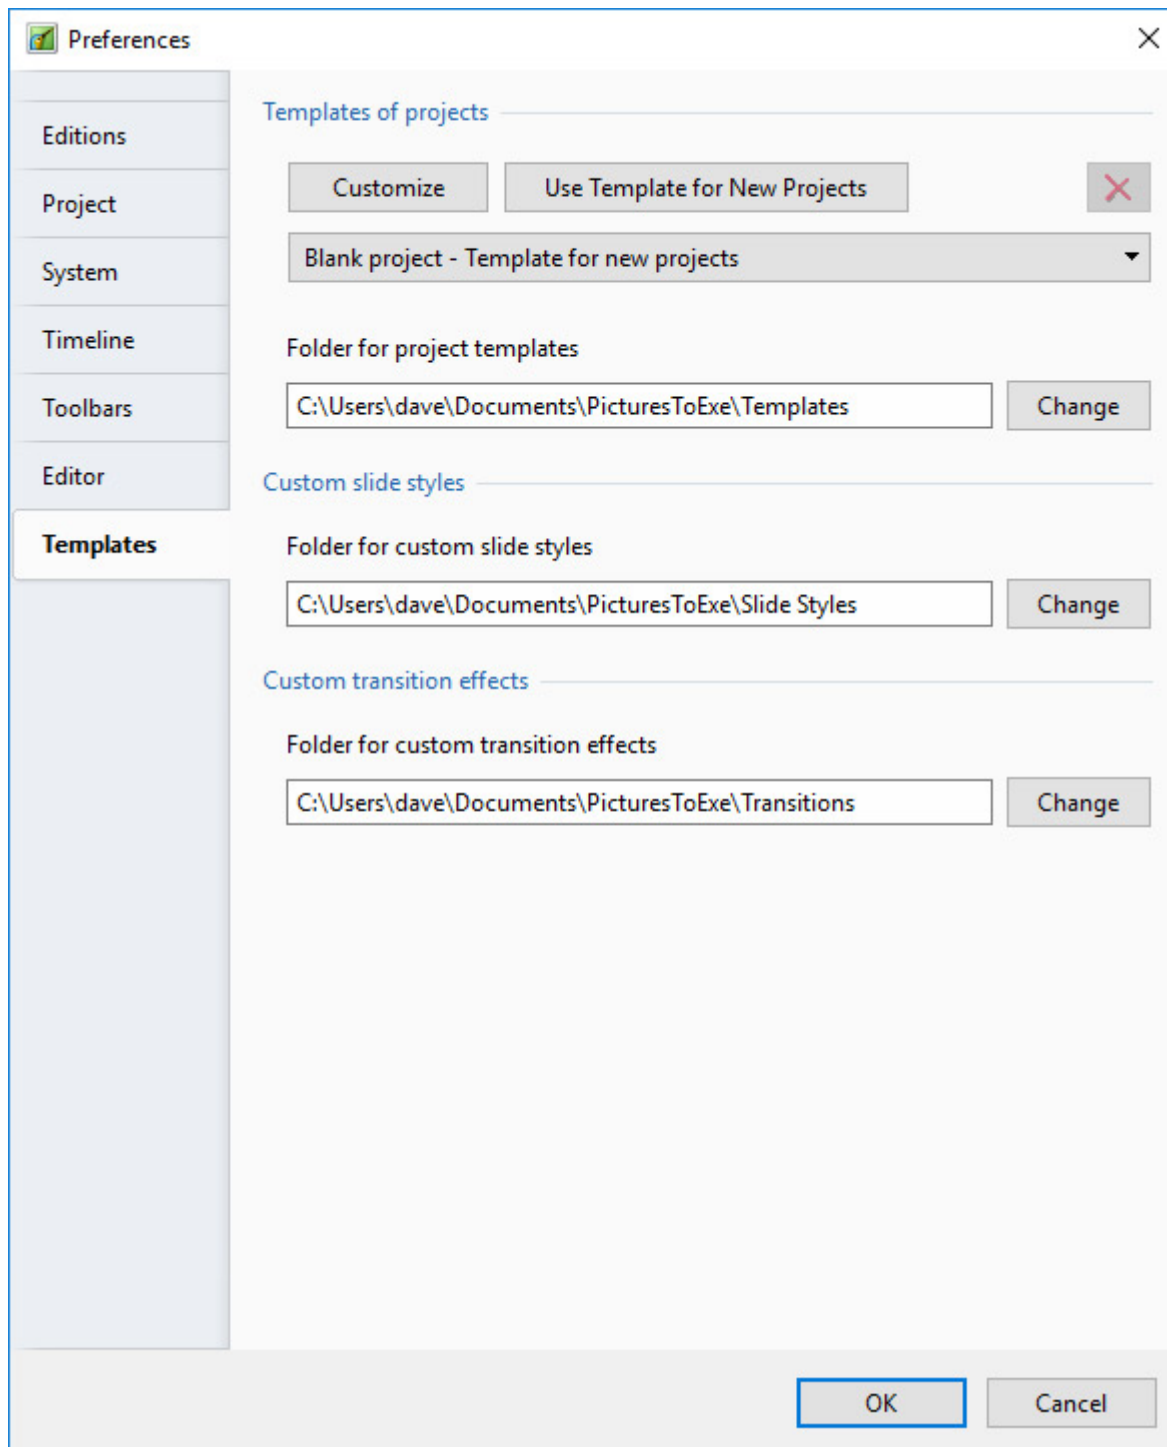 Preferences
Editions
Project
System
Timeline
Toolbars
Editor
Templates
Templates of projects
Customize
Use Template for New Projects
Blank project - Template for new projects
Folder for project templates
C:\Users\dave\Documents\PicturesToExe\Templates
Change
Custom slide styles
Folder for custom slide styles
C:\Users\dave\Documents\PicturesToExe\Slide Styles
Change
Custom transition effects
Folder for custom transition effects
C:\Users\dave\Documents\PicturesToExe\Transitions
Change
OK
Cancel